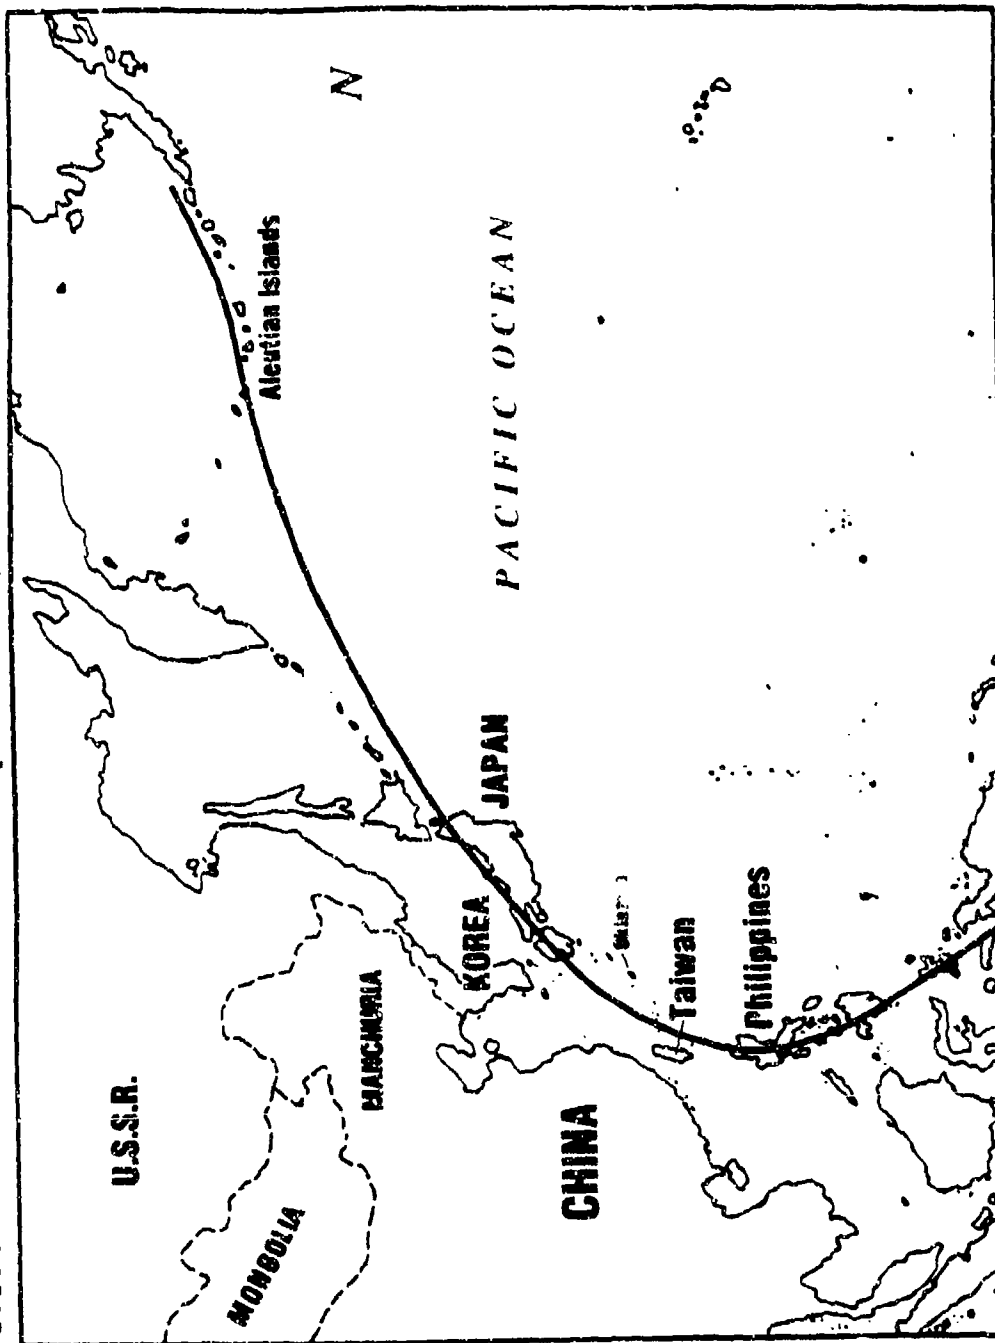 U.S.S.R.
MONGOLIA
MANCHURIA
CHINA
KOREA
JAPAN
Taiwan
Philippines
Aleutian Islands
PACIFIC OCEAN
N